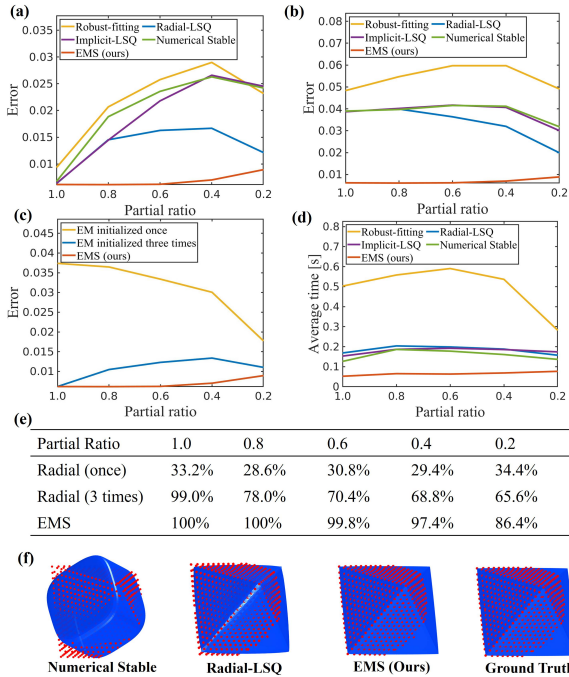 (a)
Robust-fitting
Radial-LSQ
Implicit-LSQ
Numerical Stable
EMS (ours)
0.035
0.03
0.025
0.02
0.015
0.01
Error
1.0 0.8 0.6 0.4 0.2
Partial ratio
(b)
Robust-fitting
Radial-LSQ
Implicit-LSQ
Numerical Stable
EMS (ours)
0.08
0.07
0.06
0.05
0.04
0.03
0.02
0.01
Error
1.0 0.8 0.6 0.4 0.2
Partial ratio
(c)
EM initialized once
EM initialized three times
EMS (ours)
0.045
0.04
0.035
0.03
0.025
0.02
0.015
0.01
Error
1.0 0.8 0.6 0.4 0.2
Partial ratio
(d)
Robust-fitting
Radial-LSQ
Implicit-LSQ
Numerical Stable
EMS (ours)
0.8
0.7
0.6
0.5
0.4
0.3
0.2
0.1
0
Average time [s]
1.0 0.8 0.6 0.4 0.2
Partial ratio
(e)
Partial Ratio 1.0 0.8 0.6 0.4 0.2
Radial (once) 33.2% 28.6% 30.8% 29.4% 34.4%
Radial (3 times) 99.0% 78.0% 70.4% 68.8% 65.6%
EMS 100% 100% 99.8% 97.4% 86.4%
(f)
Numerical Stable Radial-LSQ EMS (Ours) Ground Truth